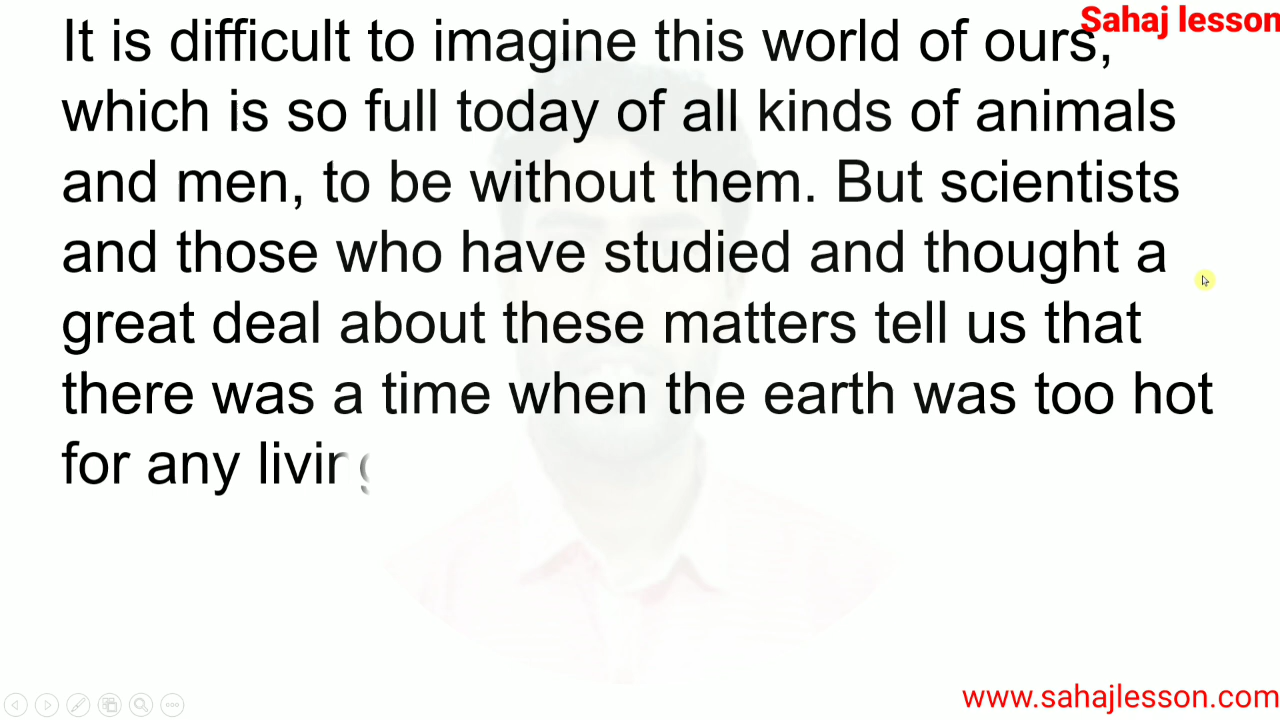 Sahaj lesson
It is difficult to imagine this world of ours,
which is so full today of all kinds of animals
and men, to be without them. But scientists
and those who have studied and thought a
great deal about these matters tell us that
there was a time when the earth was too hot
for any
www.sahajlesson.com